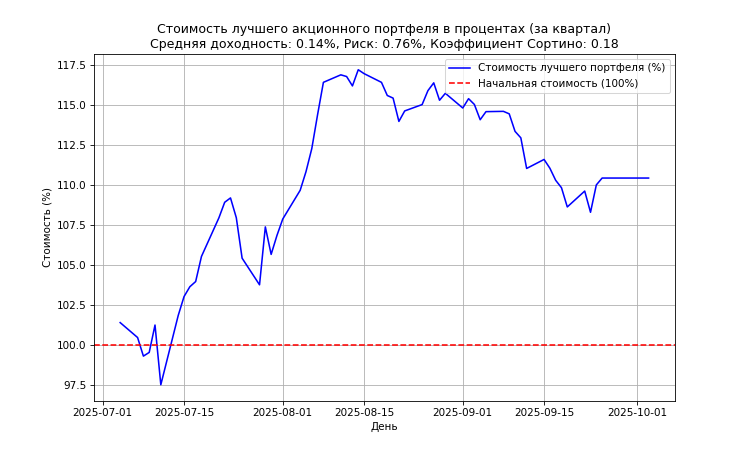 Стоимость лучшего акционного портфеля в процентах (за квартал)
Средняя доходность: 0.14%, Риск: 0.76%, Коэффициент Сортино: 0.18
Стоимость лучшего портфеля (%)
Начальная стоимость (100%)
Стоимость (%)
117.5
115.0
112.5
110.0
107.5
105.0
102.5
100.0
97.5
2025-07-01
2025-07-15
2025-08-01
2025-08-15
2025-09-01
2025-09-15
2025-10-01
День